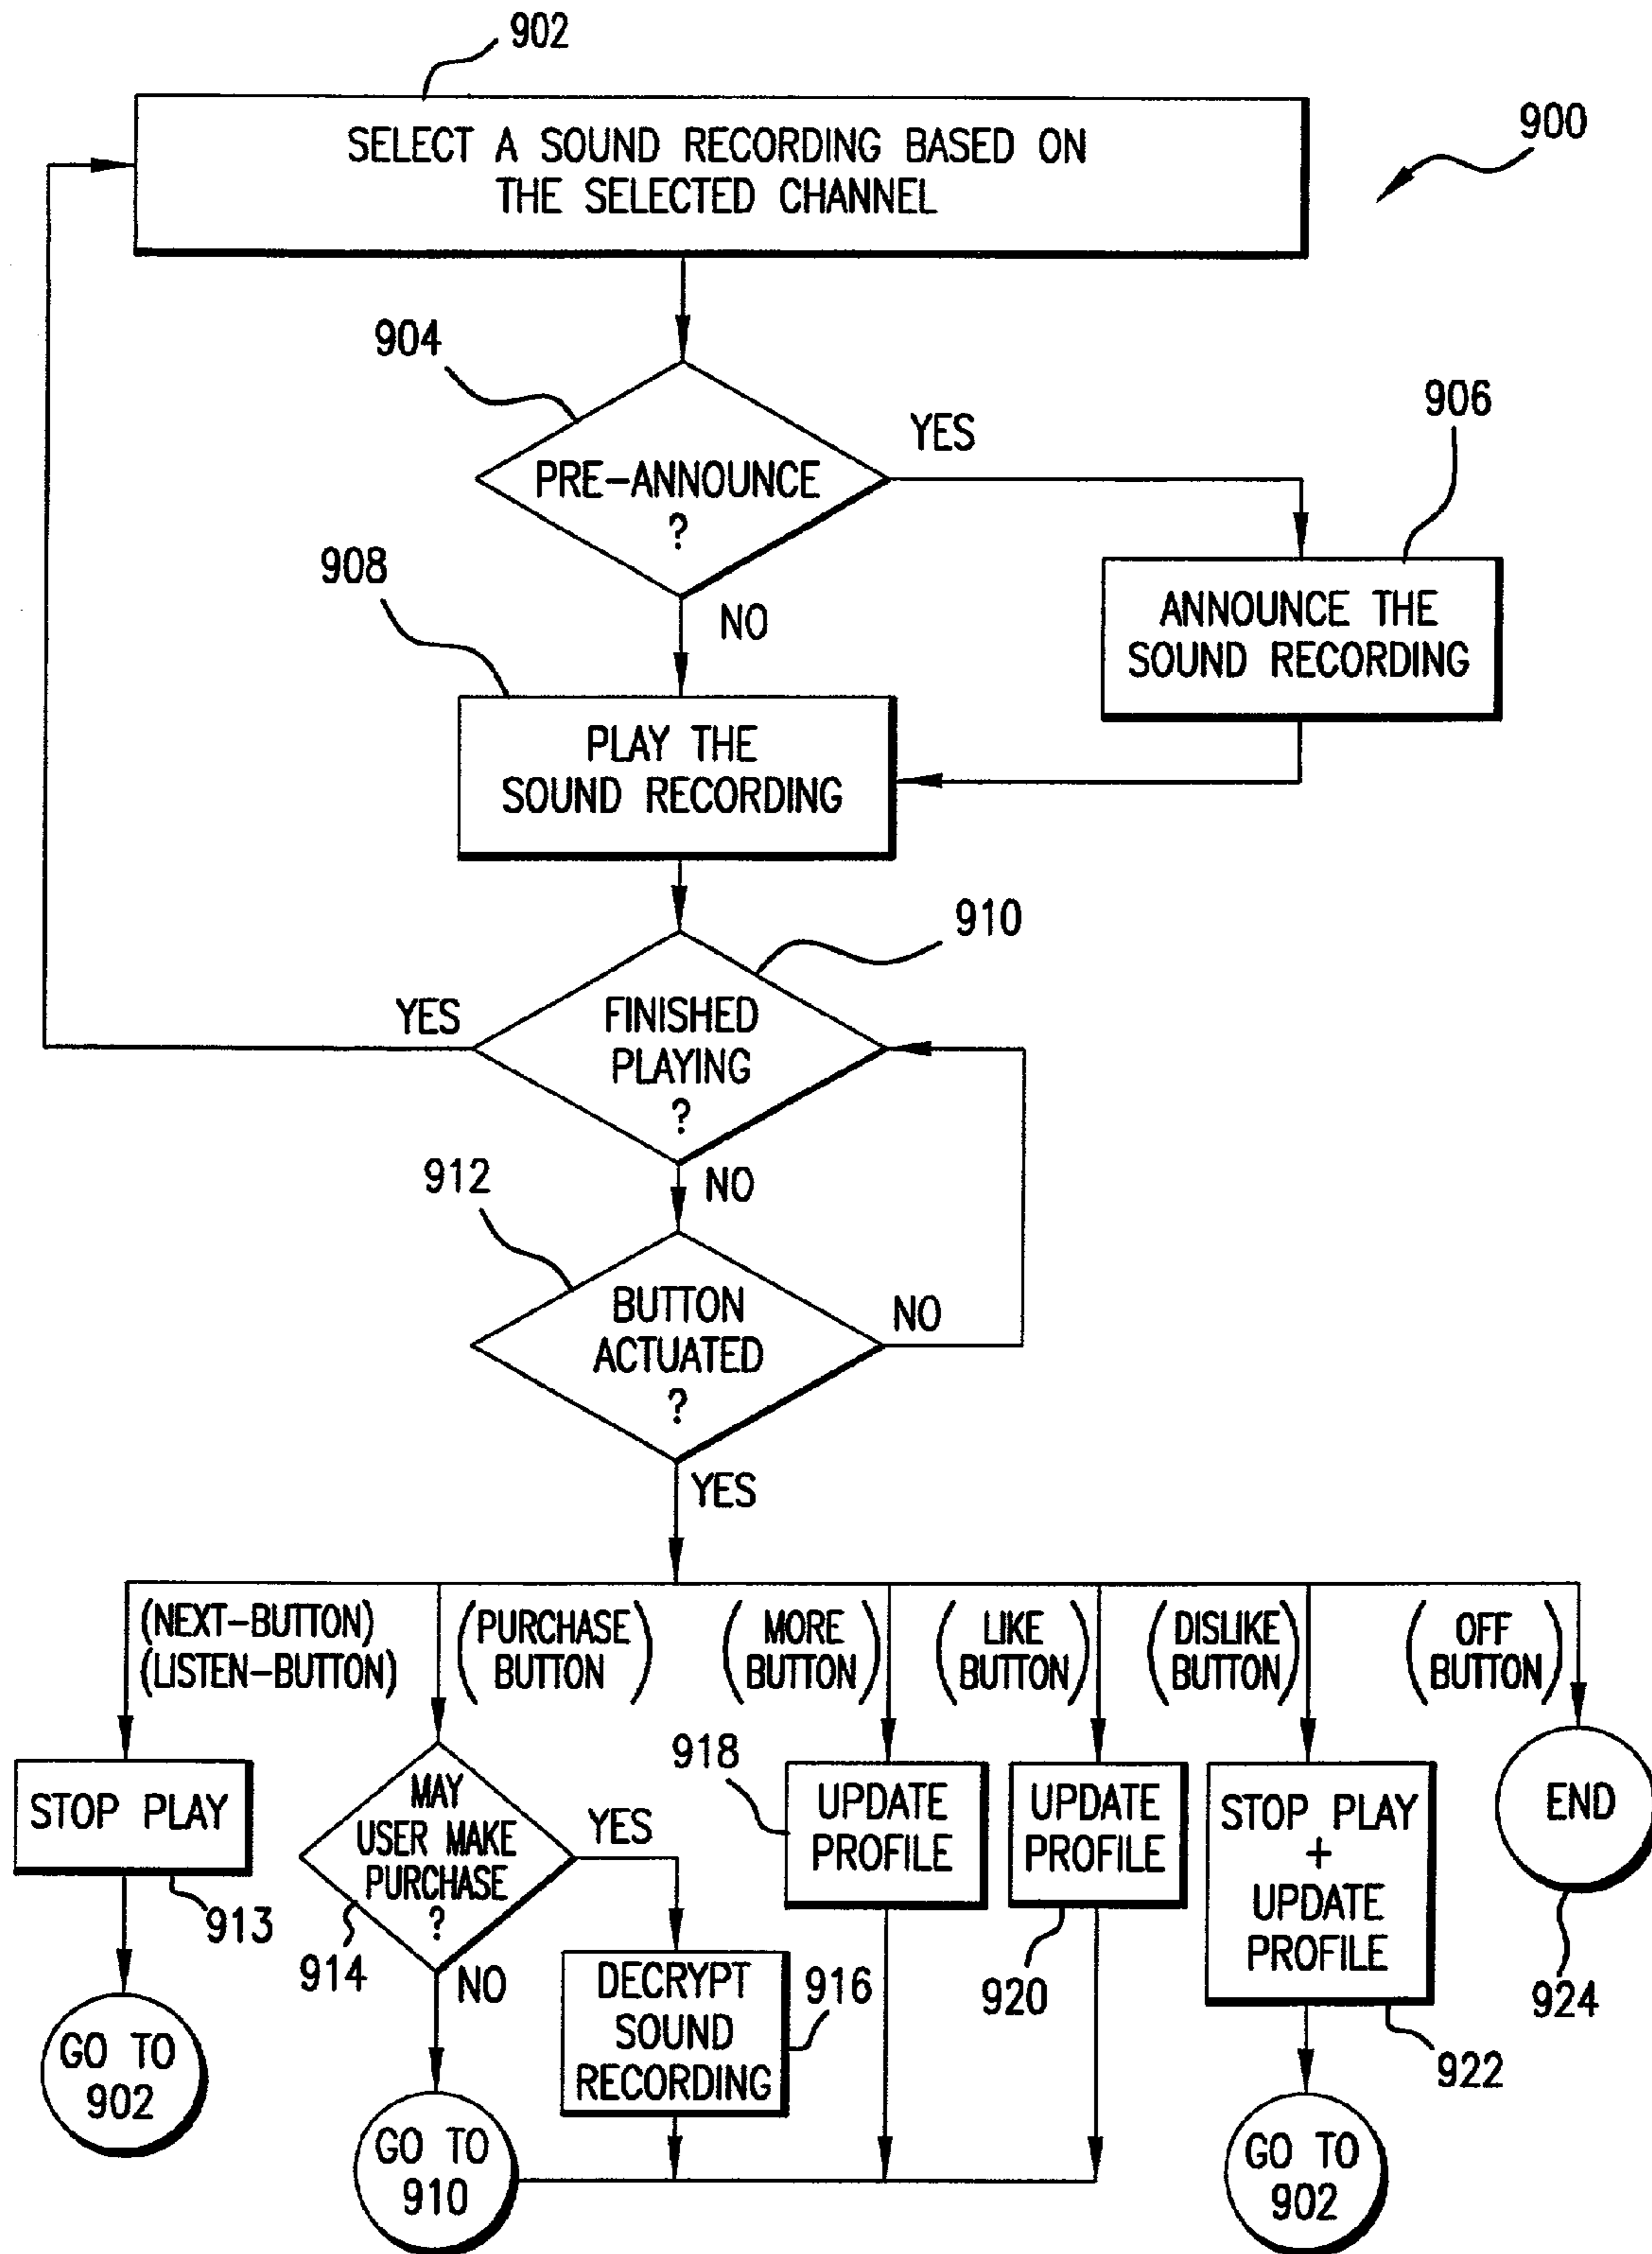 902
SELECT A SOUND RECORDING BASED ON
THE SELECTED CHANNEL
900
904
PRE-ANNOUNCE
?
YES
NO
906
ANNOUNCE THE
SOUND RECORDING
908
PLAY THE
SOUND RECORDING
910
FINISHED
PLAYING
?
YES
NO
912
BUTTON
ACTUATED
?
NO
YES
(NEXT-BUTTON)
(LISTEN-BUTTON)
(PURCHASE
BUTTON)
(MORE
BUTTON)
(LIKE
BUTTON)
(DISLIKE
BUTTON)
(OFF
BUTTON)
STOP PLAY
913
GO TO
902
MAY
USER MAKE
PURCHASE
?
914
YES
NO
DECRYPT
SOUND
RECORDING
916
GO TO
910
918
UPDATE
PROFILE
UPDATE
PROFILE
920
STOP PLAY
+
UPDATE
PROFILE
922
GO TO
902
END
924